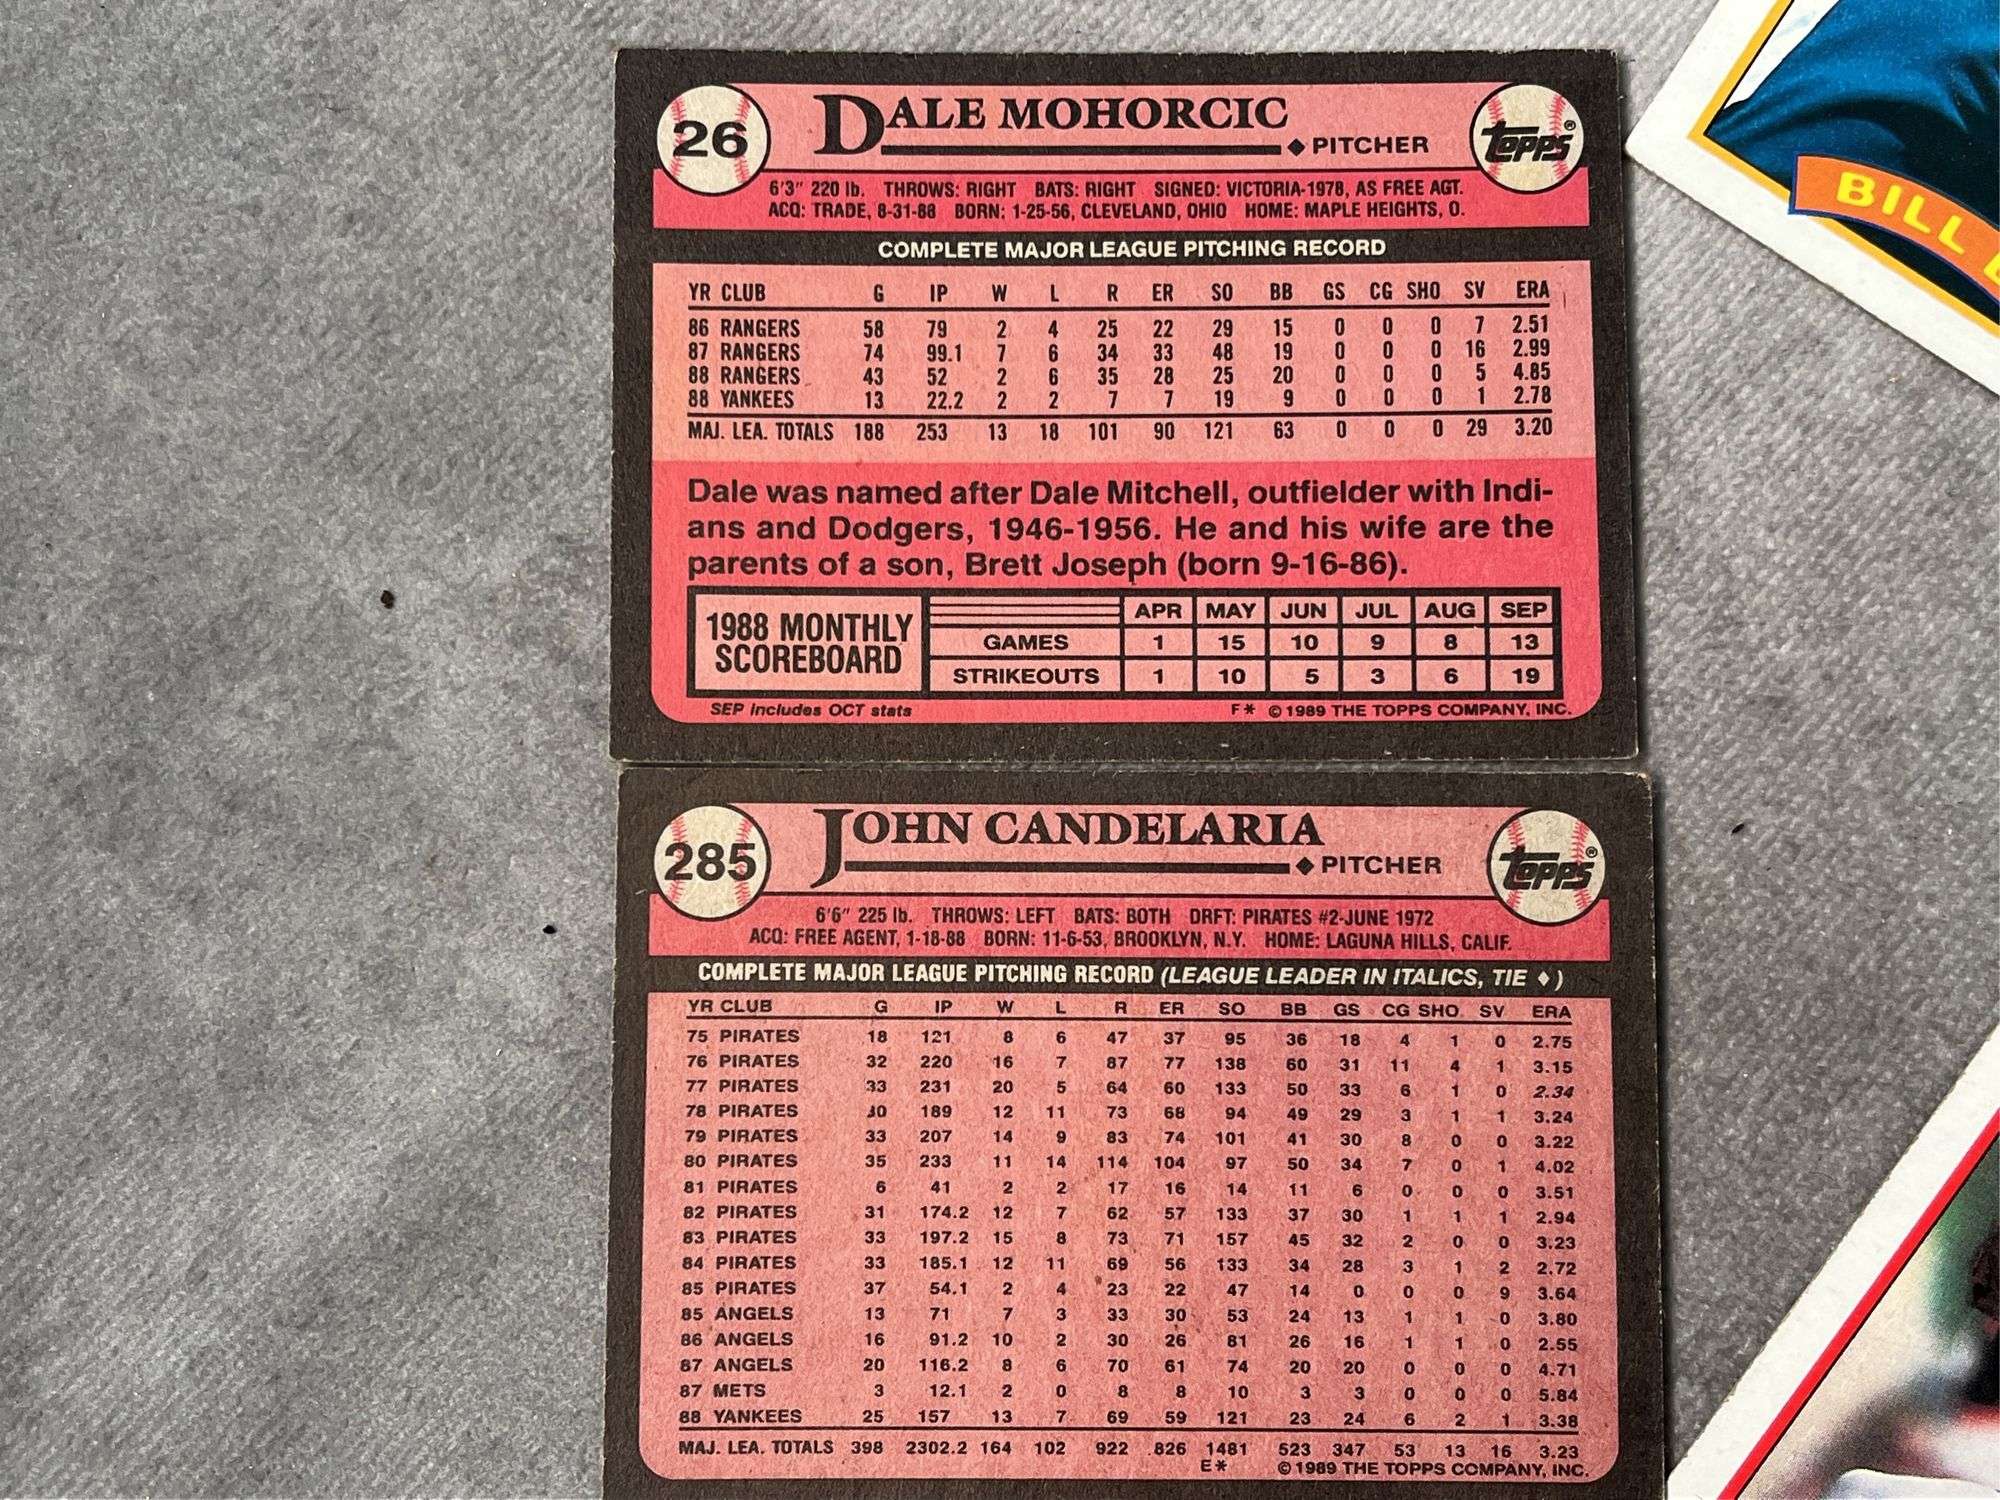 26 DALE MOHORCIC ◆ PITCHER topps®
6'3" 220 lb. THROWS: RIGHT BATS: RIGHT SIGNED: VICTORIA-1978, AS FREE AGT.
ACQ: TRADE, 8-31-88 BORN: 1-25-56, CLEVELAND, OHIO HOME: MAPLE HEIGHTS, O.
COMPLETE MAJOR LEAGUE PITCHING RECORD
YR CLUB G IP W L R ER SO BB GS CG SHO SV ERA
86 RANGERS 58 79 2 4 25 22 29 15 0 0 0 7 2.51
87 RANGERS 74 99.1 7 6 34 33 48 19 0 0 0 16 2.99
88 RANGERS 43 52 2 6 35 28 25 20 0 0 0 5 4.85
88 YANKEES 13 22.2 2 2 7 7 19 9 0 0 0 1 2.78
MAJ. LEA. TOTALS 188 253 13 18 101 90 121 63 0 0 0 29 3.20
Dale was named after Dale Mitchell, outfielder with Indi-
ans and Dodgers, 1946-1956. He and his wife are the
parents of a son, Brett Joseph (born 9-16-86).
1988 MONTHLY SCOREBOARD
APR MAY JUN JUL AUG SEP
GAMES 1 15 10 9 8 13
STRIKEOUTS 1 10 5 3 6 19
SEP includes OCT stats F* © 1989 THE TOPPS COMPANY, INC.
BILL
285 JOHN CANDELARIA ◆ PITCHER topps®
6'6" 225 lb. THROWS: LEFT BATS: BOTH DRFT: PIRATES #2-JUNE 1972
ACQ: FREE AGENT, 1-18-88 BORN: 11-6-53, BROOKLYN, N.Y. HOME: LAGUNA HILLS, CALIF.
COMPLETE MAJOR LEAGUE PITCHING RECORD (LEAGUE LEADER IN ITALICS, TIE ♦)
YR CLUB G IP W L R ER SO BB GS CG SHO SV ERA
75 PIRATES 18 121 8 6 47 37 95 36 18 4 1 0 2.75
76 PIRATES 32 220 16 7 87 77 138 60 31 11 4 1 3.15
77 PIRATES 33 231 20 5 64 60 133 50 33 6 1 0 2.34
78 PIRATES 30 189 12 11 73 68 94 49 29 3 1 1 3.24
79 PIRATES 33 207 14 9 83 74 101 41 30 8 0 0 3.22
80 PIRATES 35 233 11 14 114 104 97 50 34 7 0 1 4.02
81 PIRATES 6 41 2 2 17 16 14 11 6 0 0 0 3.51
82 PIRATES 31 174.2 12 7 62 57 133 37 30 1 1 1 2.94
83 PIRATES 33 197.2 15 8 73 71 157 45 32 2 0 0 3.23
84 PIRATES 33 185.1 12 11 69 56 133 34 28 3 1 2 2.72
85 PIRATES 37 54.1 2 4 23 22 47 14 0 0 0 9 3.64
85 ANGELS 13 71 7 3 33 30 53 24 13 1 1 0 3.80
86 ANGELS 16 91.2 10 2 30 26 81 26 16 1 1 0 2.55
87 ANGELS 20 116.2 8 6 70 61 74 20 20 0 0 0 4.71
87 METS 3 12.1 2 0 8 8 10 3 3 0 0 0 5.84
88 YANKEES 25 157 13 7 69 59 121 23 24 6 2 1 3.38
MAJ. LEA. TOTALS 398 2302.2 164 102 922 826 1481 523 347 53 13 16 3.23
E* © 1989 THE TOPPS COMPANY, INC.